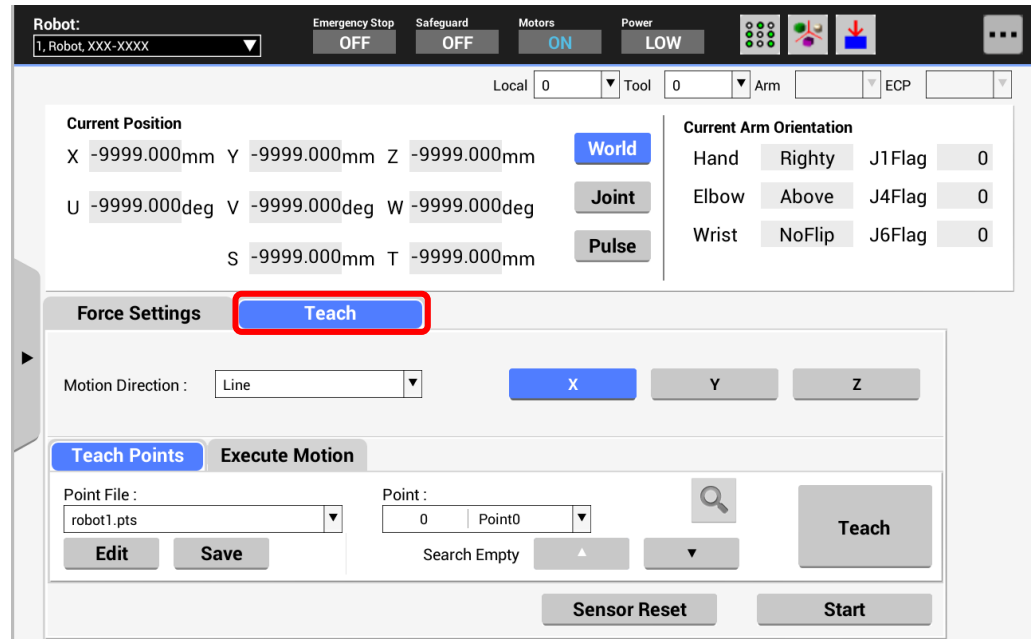 Robot:
1, Robot, XXX-XXXX
Emergency Stop
OFF
Safeguard
OFF
Motors
ON
Power
LOW
Local 0 Tool 0 Arm ECP
Current Position
X -9999.000mm Y -9999.000mm Z -9999.000mm
U -9999.000deg V -9999.000deg W -9999.000deg
S -9999.000mm T -9999.000mm
World
Joint
Pulse
Current Arm Orientation
Hand Righty J1Flag 0
Elbow Above J4Flag 0
Wrist NoFlip J6Flag 0
Force Settings Teach
Motion Direction : Line X Y Z
Teach Points Execute Motion
Point File :
robot1.pts
Edit Save
Point :
0 Point0
Search Empty
Teach
Sensor Reset Start